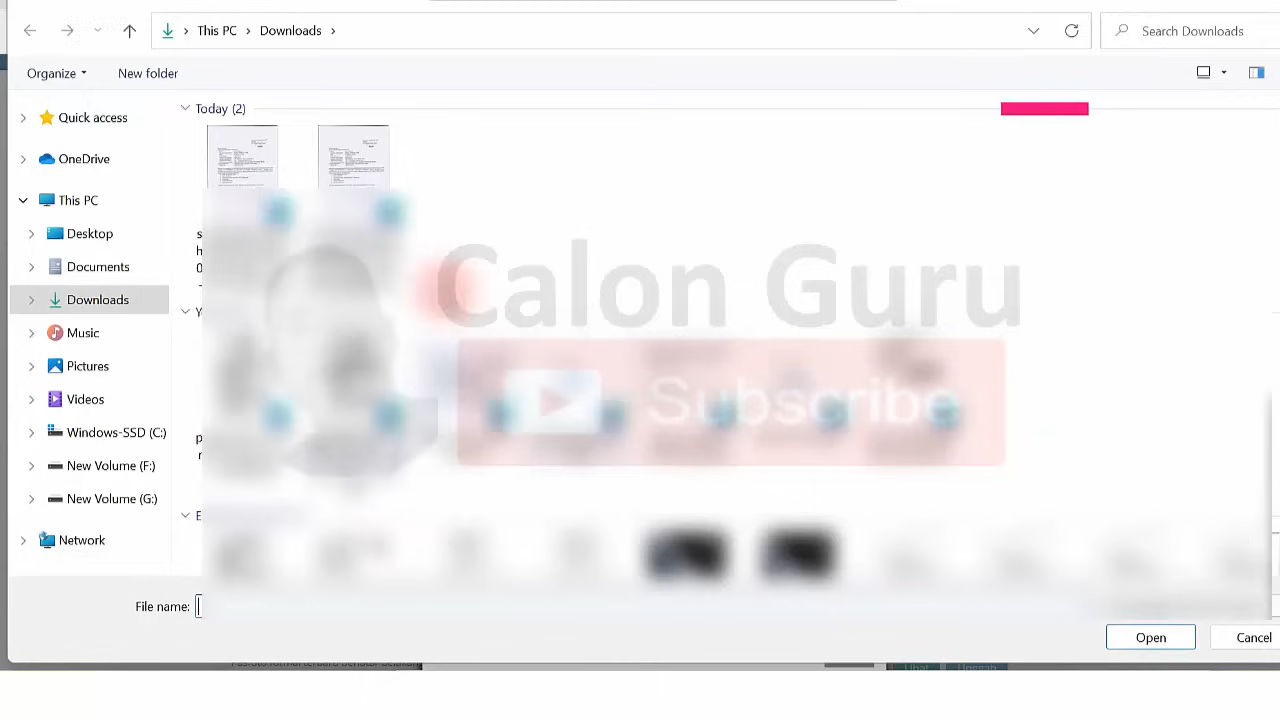 This PC > Downloads >
Search Downloads
Organize
New folder
Quick access
OneDrive
This PC
Desktop
Documents
Downloads
Music
Pictures
Videos
Windows-SSD (C:)
New Volume (F:)
New Volume (G:)
Network
Today (2)
Calon Guru
Subscribe
File name:
Open
Cancel